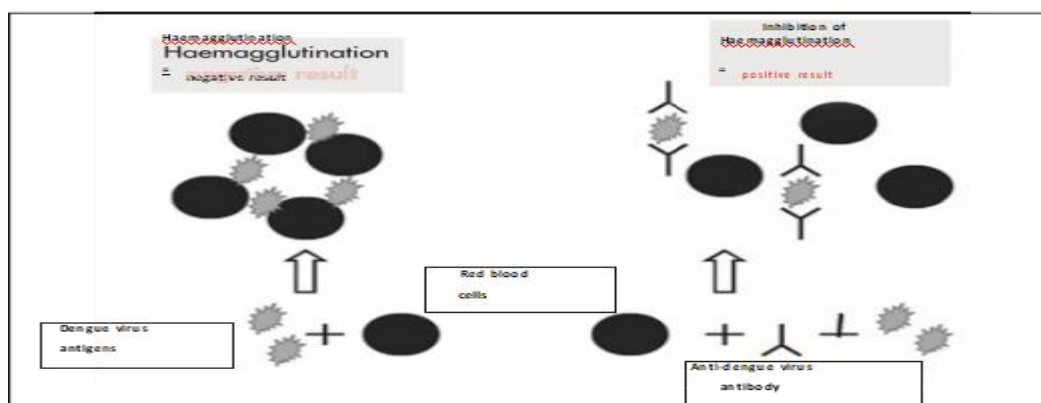 Haemagglutination
Haemagglutination
= negative result
Inhibition of
Haemagglutination
= positive result
Red blood
cells
Dengue virus
antigens
Anti-dengue virus
antibody